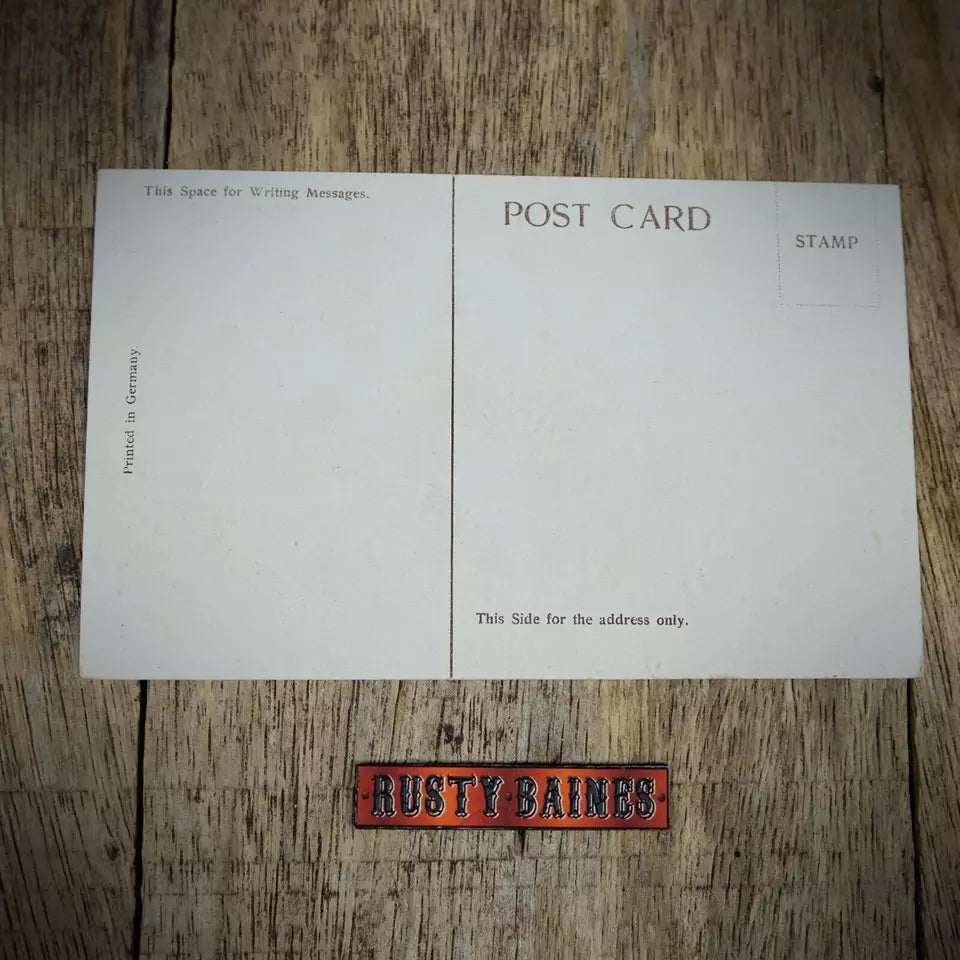 This Space for Writing Messages.
POST CARD
STAMP
Printed in Germany.
This Side for the address only.
RUSTY·BAINES